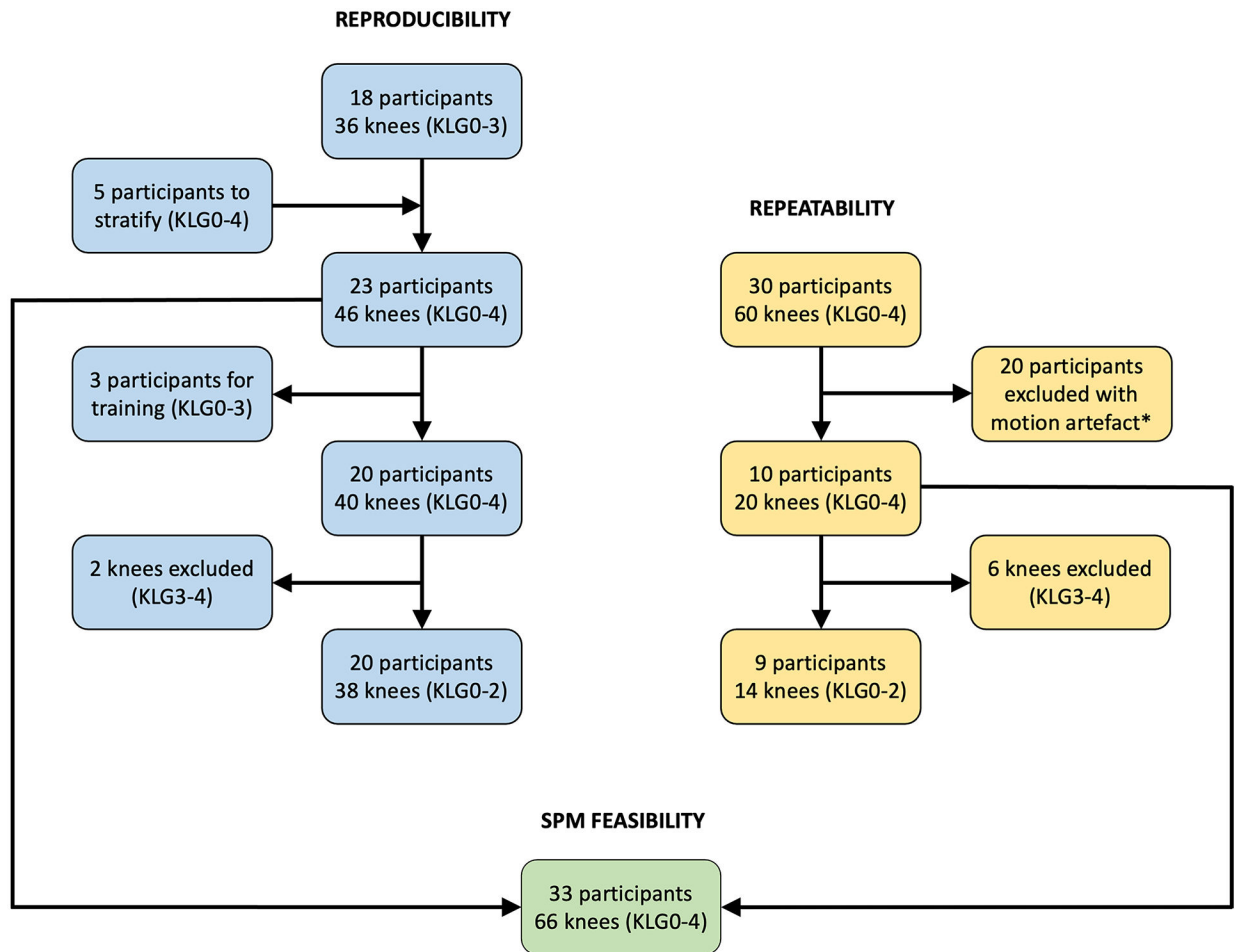 REPRODUCIBILITY
18 participants
36 knees (KLG0-3)
5 participants to
stratify (KLG0-4)
23 participants
46 knees (KLG0-4)
3 participants for
training (KLG0-3)
20 participants
40 knees (KLG0-4)
2 knees excluded
(KLG3-4)
20 participants
38 knees (KLG0-2)
REPEATABILITY
30 participants
60 knees (KLG0-4)
20 participants
excluded with
motion artefact*
10 participants
20 knees (KLG0-4)
6 knees excluded
(KLG3-4)
9 participants
14 knees (KLG0-2)
SPM FEASIBILITY
33 participants
66 knees (KLG0-4)